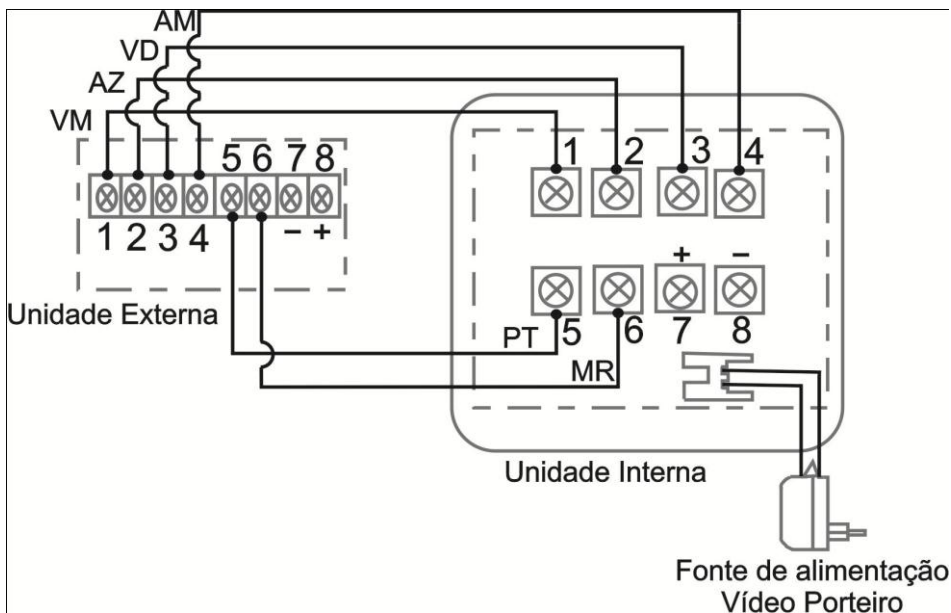 AM
VD
AZ
VM
5 6 7 8
1 2 3 4 - +
Unidade Externa
1 2 3 4
+ -
5 6 7 8
PT
MR
Unidade Interna
Fonte de alimentação
Vídeo Porteiro